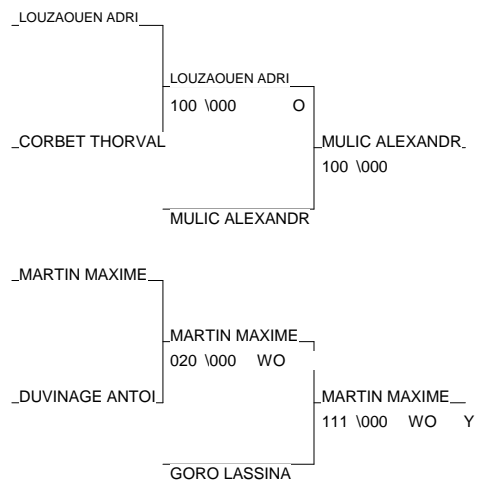 LOUZAOUEN ADRI
LOUZAOUEN ADRI
100 \000 O
CORBET THORVAL
MULIC ALEXANDR
100 \000
MULIC ALEXANDR
MARTIN MAXIME
MARTIN MAXIME
020 \000 WO
DUVINAGE ANTOI
MARTIN MAXIME
111 \000 WO Y
GORO LASSINA